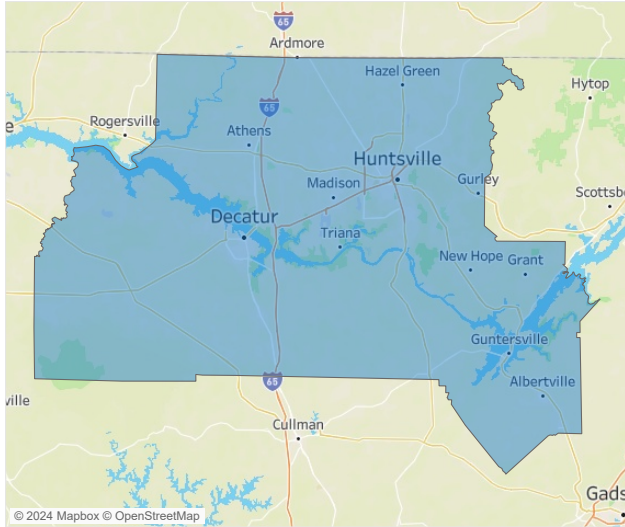 65
Ardmore
Hazel Green
Hytop
65
Rogersville
Athens
Huntsville
Madison
Gurley
Scottsb
Decatur
Triana
New Hope
Grant
Guntersville
65
Albertville
ville
Cullman
Gads
© 2024 Mapbox © OpenStreetMap